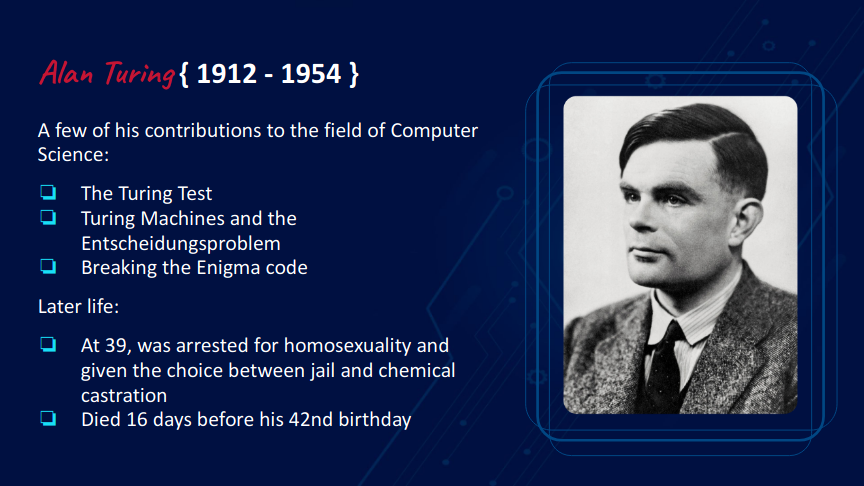 Alan Turing { 1912 - 1954 }
A few of his contributions to the field of Computer
Science:
The Turing Test
Turing Machines and the
Entscheidungsproblem
Breaking the Enigma code
Later life:
At 39, was arrested for homosexuality and
given the choice between jail and chemical
castration
Died 16 days before his 42nd birthday